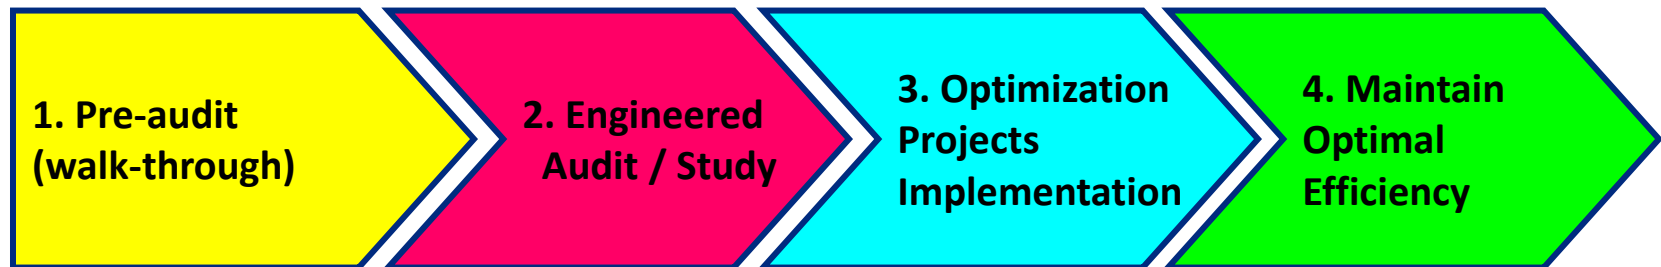 1. Pre-audit
(walk-through)
2. Engineered
Audit / Study
3. Optimization
Projects
Implementation
4. Maintain
Optimal
Efficiency